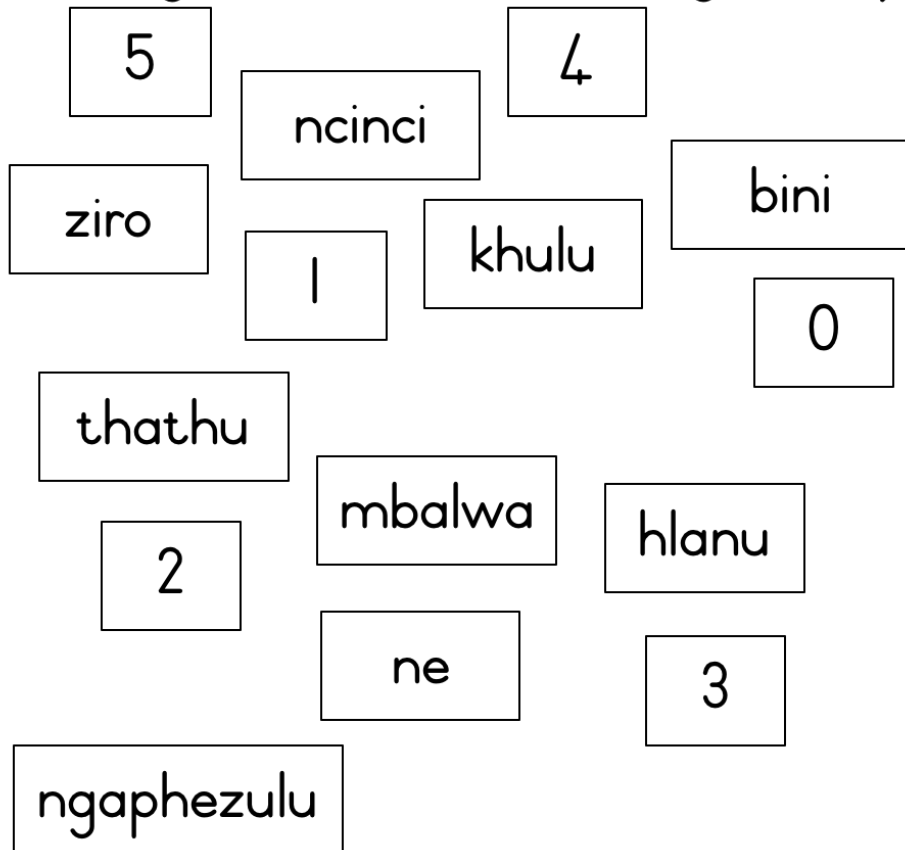 5
4
ncinci
bini
ziro
khulu
1
0
thathu
mbalwa
hlanu
2
ne
3
ngaphezulu